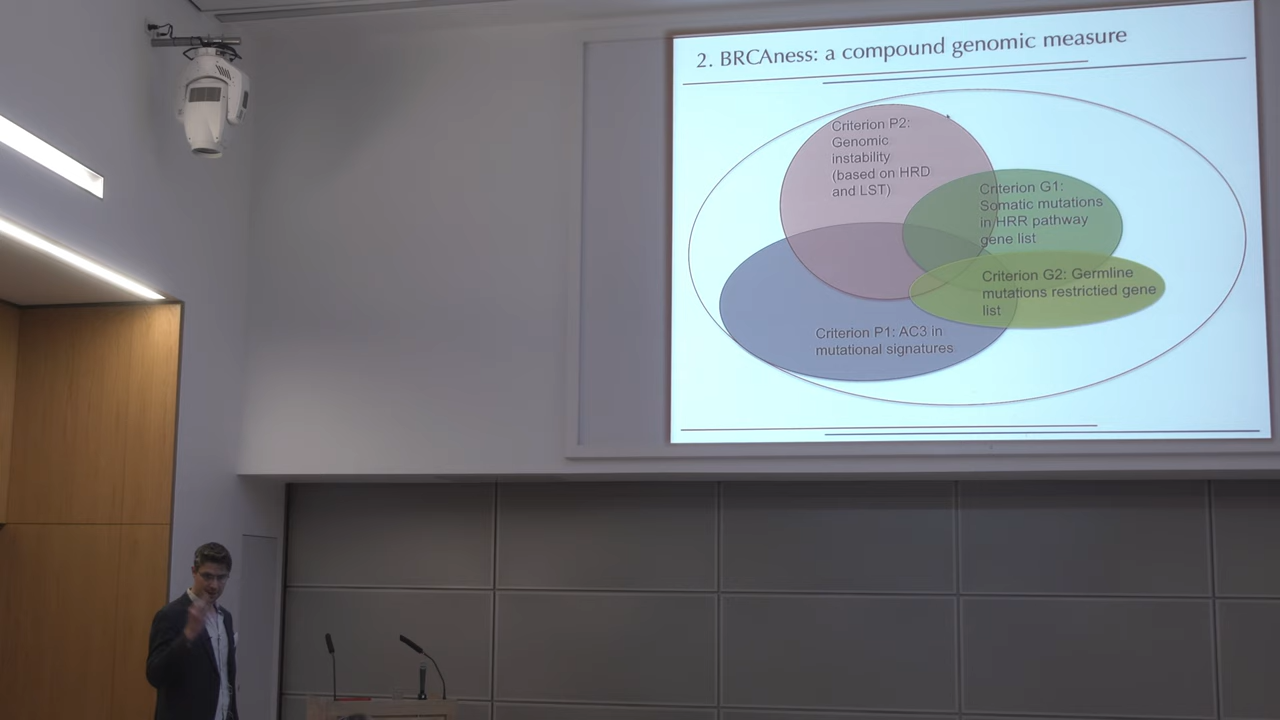 2. BRCAness: a compound genomic measure
Criterion P2:
Genomic
instability
(based on HRD
and LST)
Criterion G1:
Somatic mutations
in HRR pathway
gene list
Criterion G2: Germline
mutations restrictied gene
list
Criterion P1: AC3 in
mutational signatures